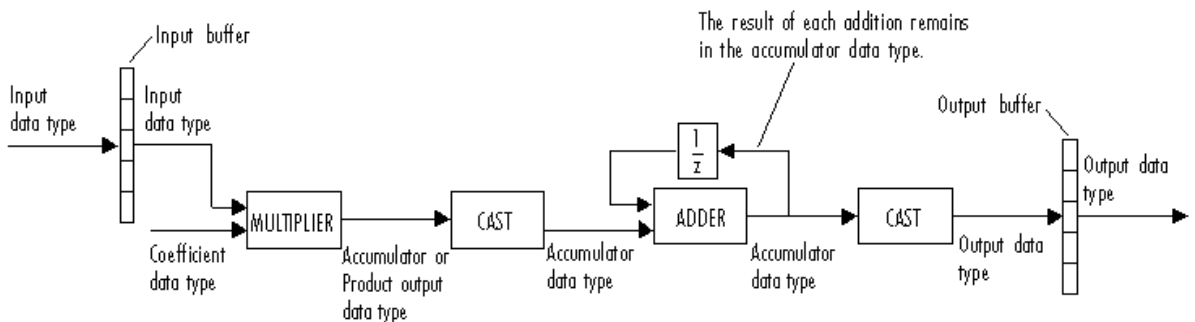 The result of each addition remains
in the accumulator data type.
Input buffer
Input
data type
Input
data type
Output buffer
1
z
Output data
type
MULTIPLIER
CAST
ADDER
CAST
Coefficient
data type
Accumulator or
Product output
data type
Accumulator
data type
Accumulator
data type
Output data
type